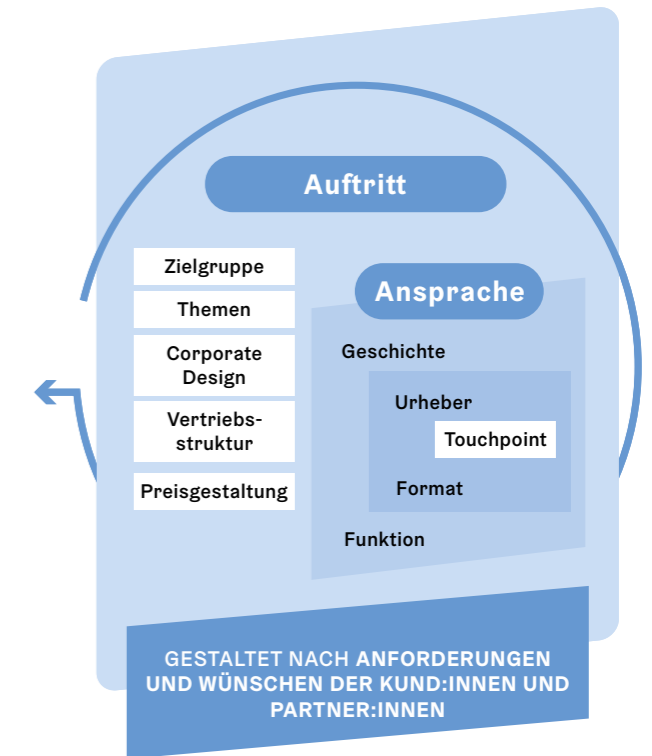 Auftritt
Zielgruppe
Themen
Corporate
Design
Vertriebs-
struktur
Preisgestaltung
Ansprache
Geschichte
Urheber
Touchpoint
Format
Funktion
GESTALTET NACH ANFORDERUNGEN
UND WÜNSCHEN DER KUND:INNEN UND
PARTNER:INNEN